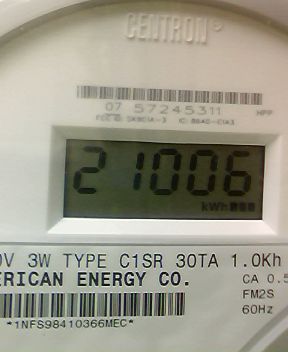 CENTRON®
07 57245311 HPP
21006
kWh
V 3W TYPE C1SR 30TA 1.0Kh
ERICAN ENERGY CO.
CA 0.5
FM2S
60Hz
*1NFS98410366MEC*